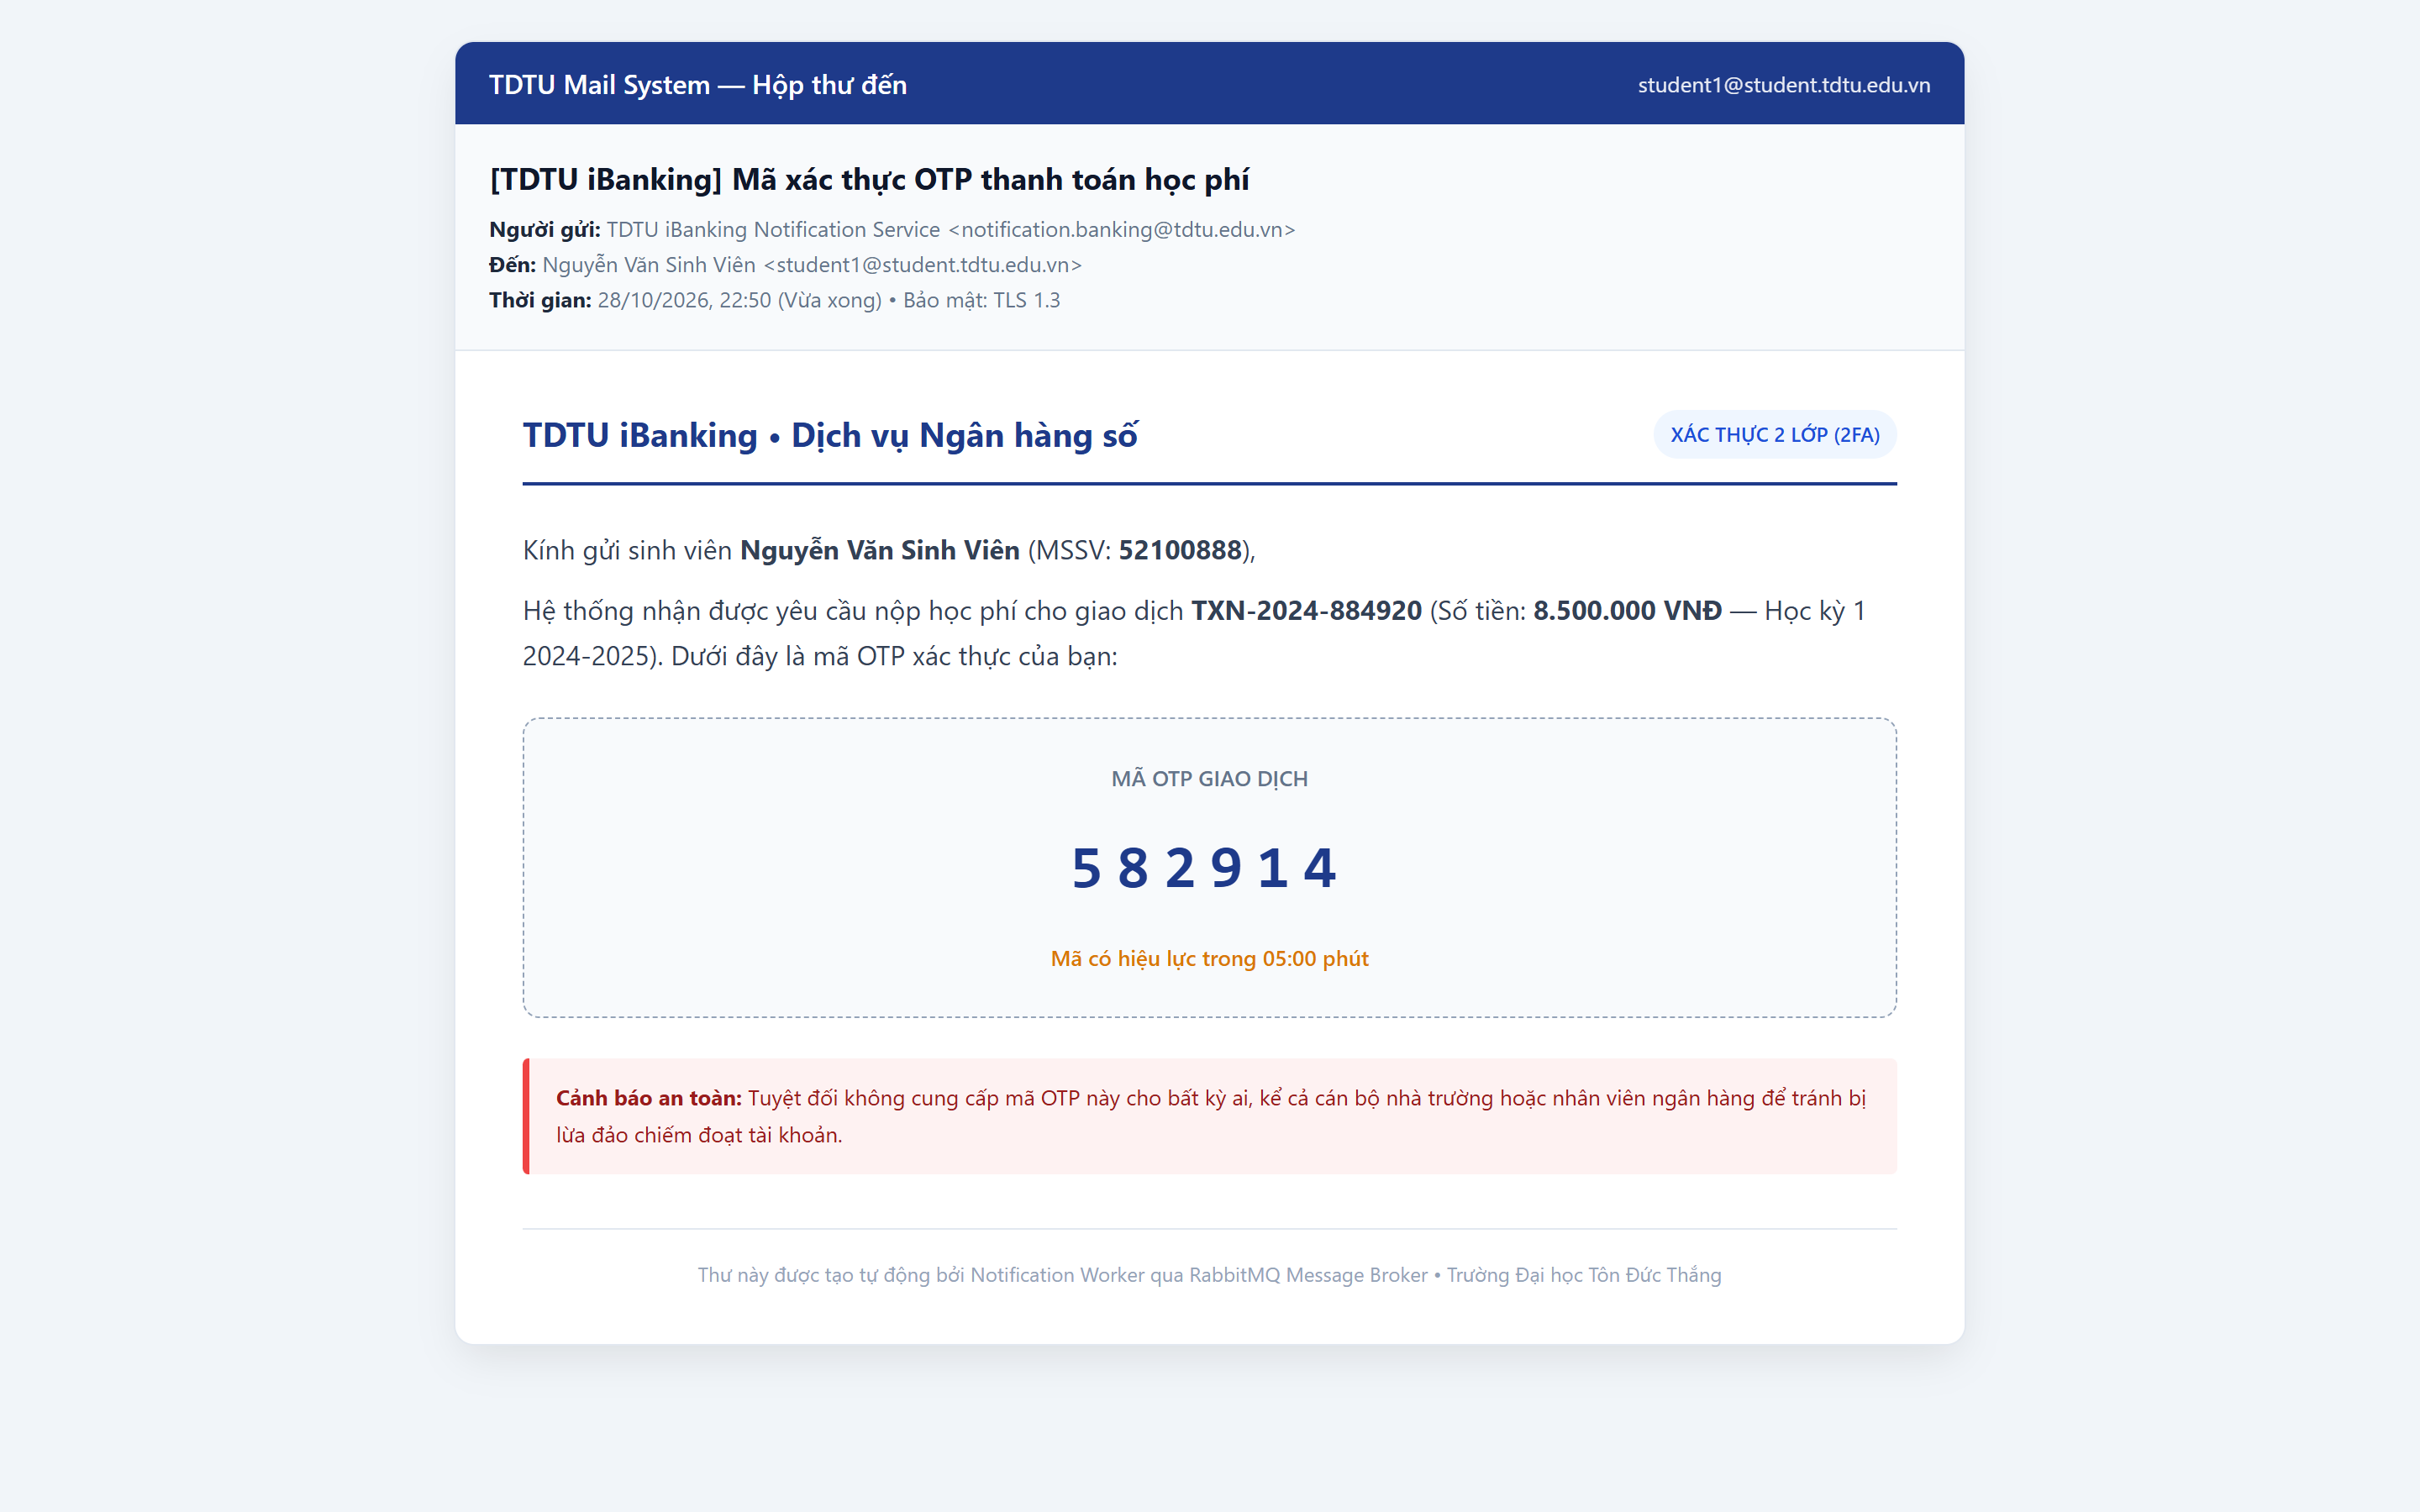 TDTU Mail System — Hộp thư đến
student1@student.tdtu.edu.vn
[TDTU iBanking] Mã xác thực OTP thanh toán học phí
Người gửi: TDTU iBanking Notification Service <notification.banking@tdtu.edu.vn>
Đến: Nguyễn Văn Sinh Viên <student1@student.tdtu.edu.vn>
Thời gian: 28/10/2026, 22:50 (Vừa xong) • Bảo mật: TLS 1.3
TDTU iBanking • Dịch vụ Ngân hàng số
XÁC THỰC 2 LỚP (2FA)
Kính gửi sinh viên Nguyễn Văn Sinh Viên (MSSV: 52100888),
Hệ thống nhận được yêu cầu nộp học phí cho giao dịch TXN-2024-884920 (Số tiền: 8.500.000 VNĐ — Học kỳ 1
2024-2025). Dưới đây là mã OTP xác thực của bạn:
MÃ OTP GIAO DỊCH
582914
Mã có hiệu lực trong 05:00 phút
Cảnh báo an toàn: Tuyệt đối không cung cấp mã OTP này cho bất kỳ ai, kể cả cán bộ nhà trường hoặc nhân viên ngân hàng để tránh bị
lừa đảo chiếm đoạt tài khoản.
Thư này được tạo tự động bởi Notification Worker qua RabbitMQ Message Broker • Trường Đại học Tôn Đức Thắng